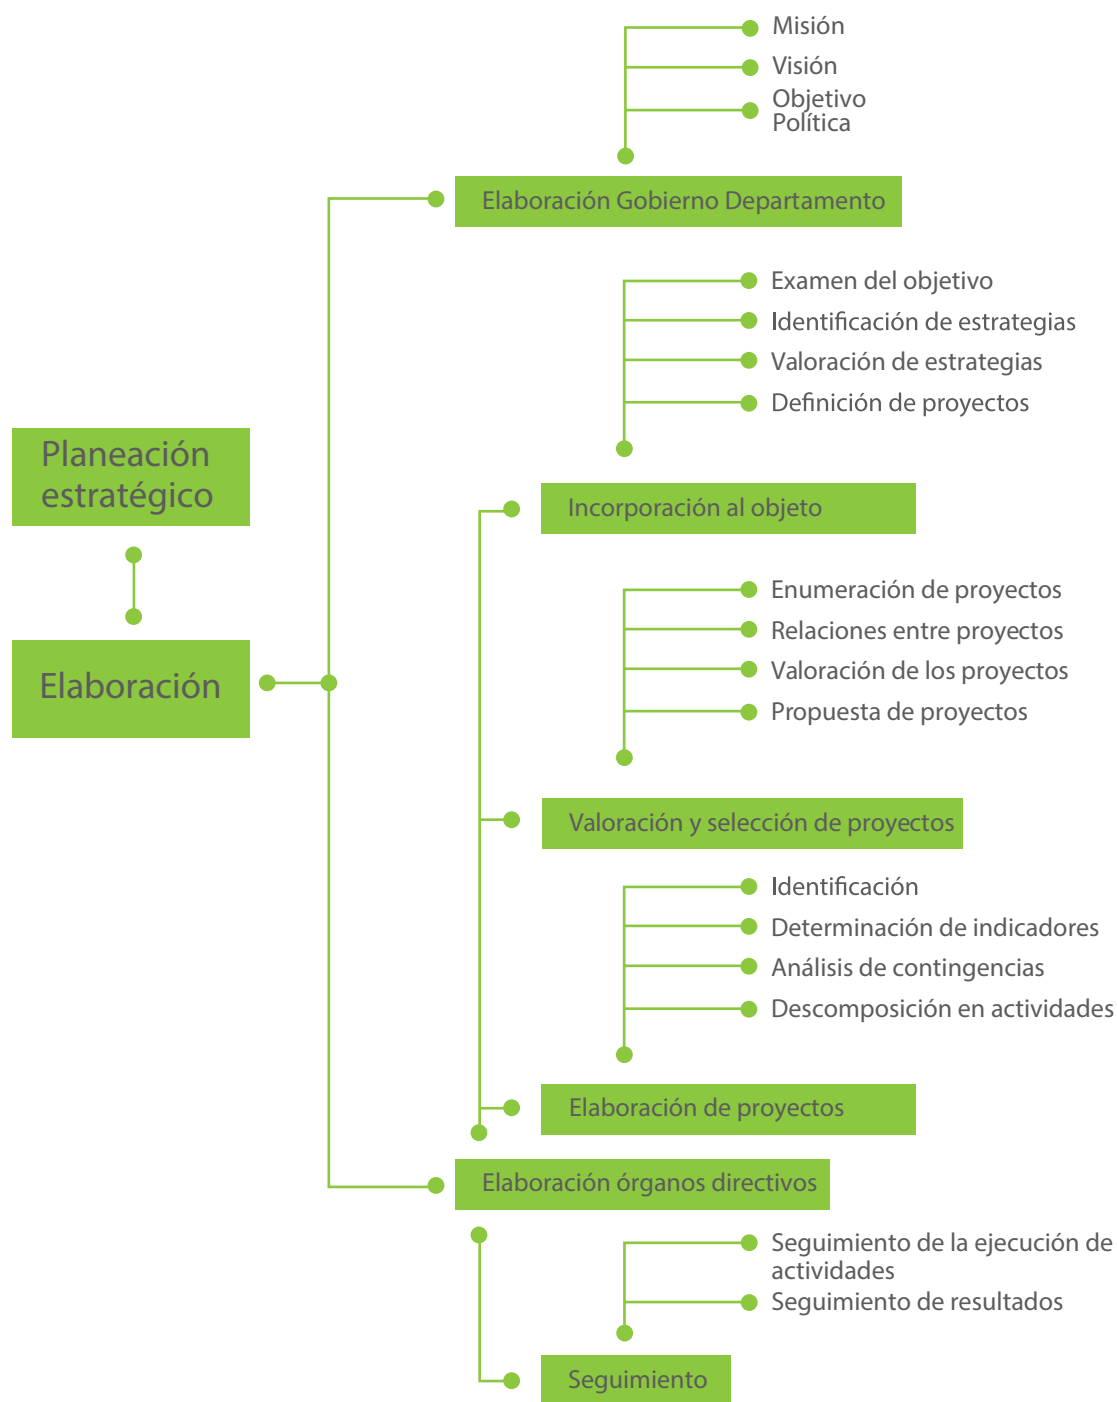 Misión
Visión
Objetivo
Política
Elaboración Gobierno Departamento
Examen del objetivo
Identificación de estrategias
Valoración de estrategias
Definición de proyectos
Planeación
estratégico
Incorporación al objeto
Enumeración de proyectos
Relaciones entre proyectos
Elaboración
Valoración de los proyectos
Propuesta de proyectos
Valoración y selección de proyectos
Identificación
Determinación de indicadores
Análisis de contingencias
Descomposición en actividades
Elaboración de proyectos
Elaboración órganos directivos
Seguimiento de la ejecución de
actividades
Seguimiento de resultados
Seguimiento